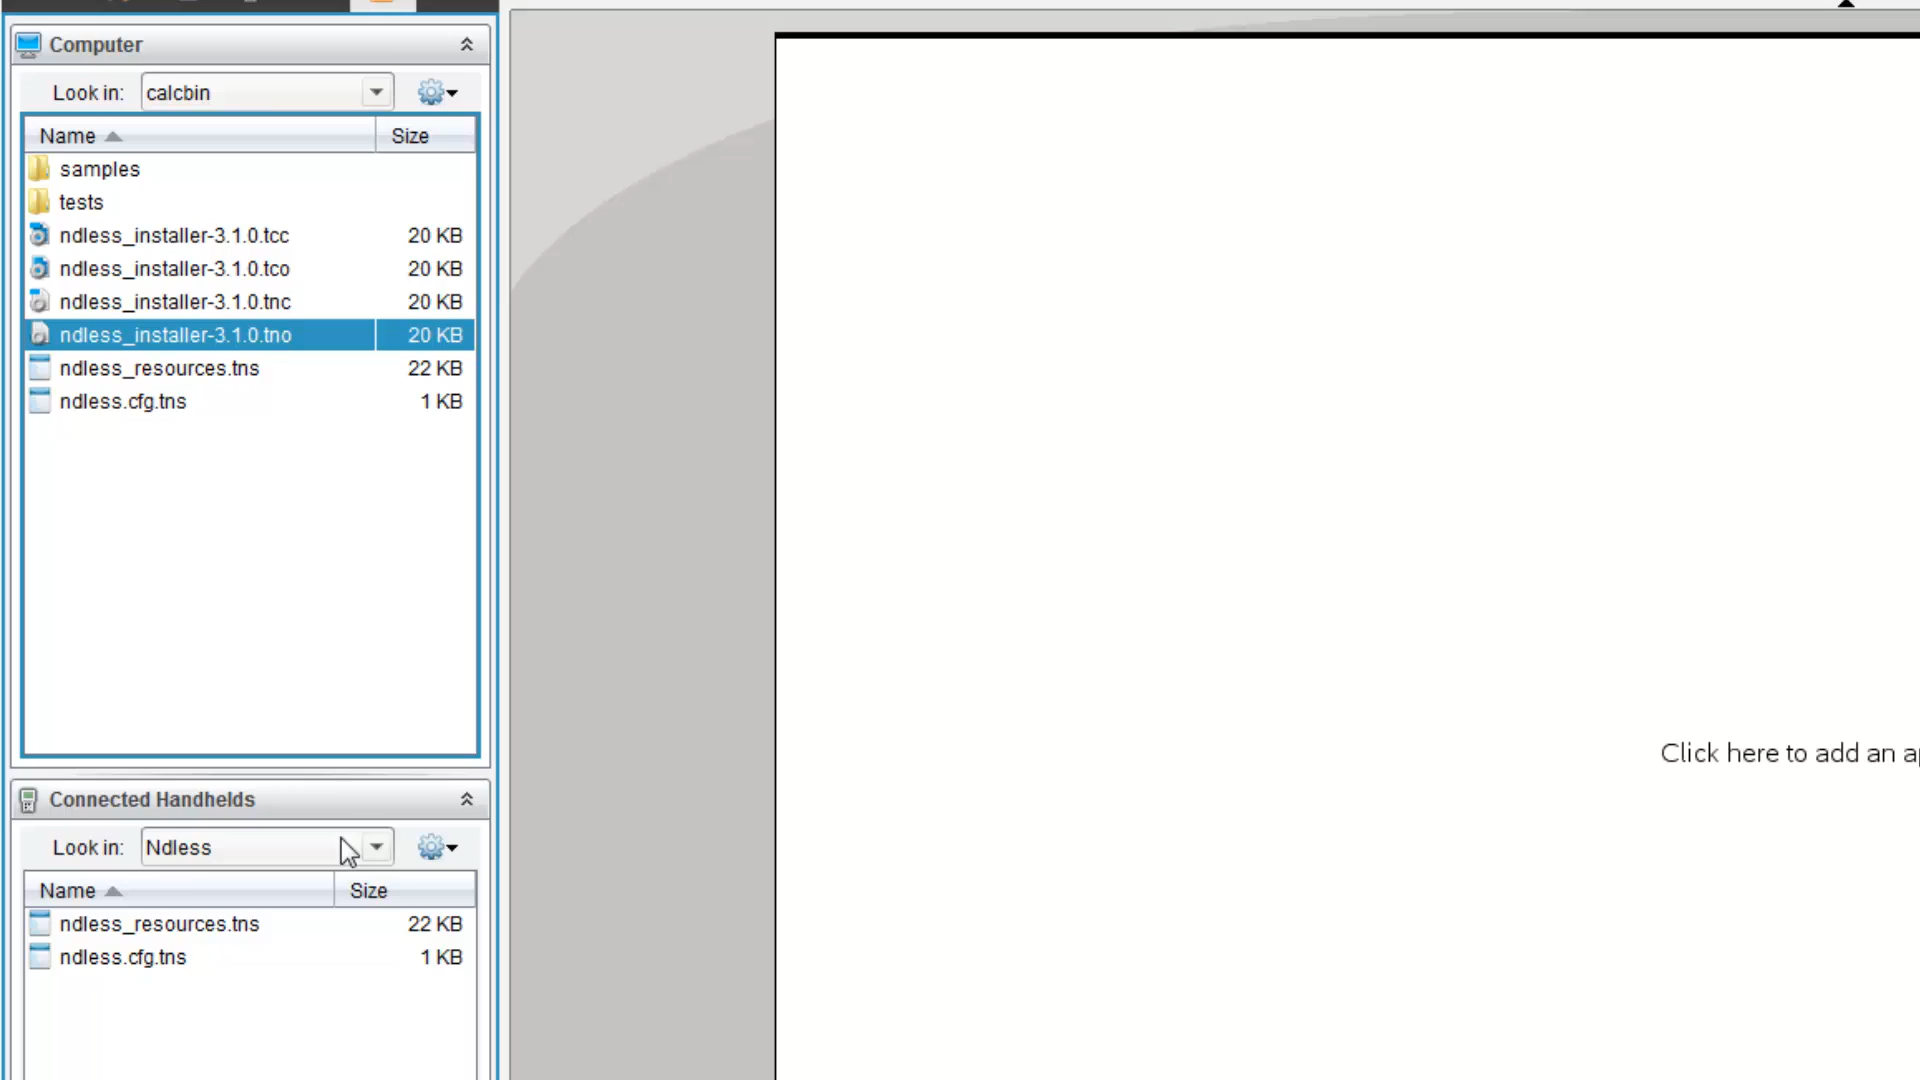 Computer
Look in: calcbin
Name Size
samples
tests
ndless_installer-3.1.0.tcc 20 KB
ndless_installer-3.1.0.tco 20 KB
ndless_installer-3.1.0.tnc 20 KB
ndless_installer-3.1.0.tno 20 KB
ndless_resources.tns 22 KB
ndless.cfg.tns 1 KB
Click here to add an
Connected Handhelds
Look in: Ndless
Name Size
ndless_resources.tns 22 KB
ndless.cfg.tns 1 KB